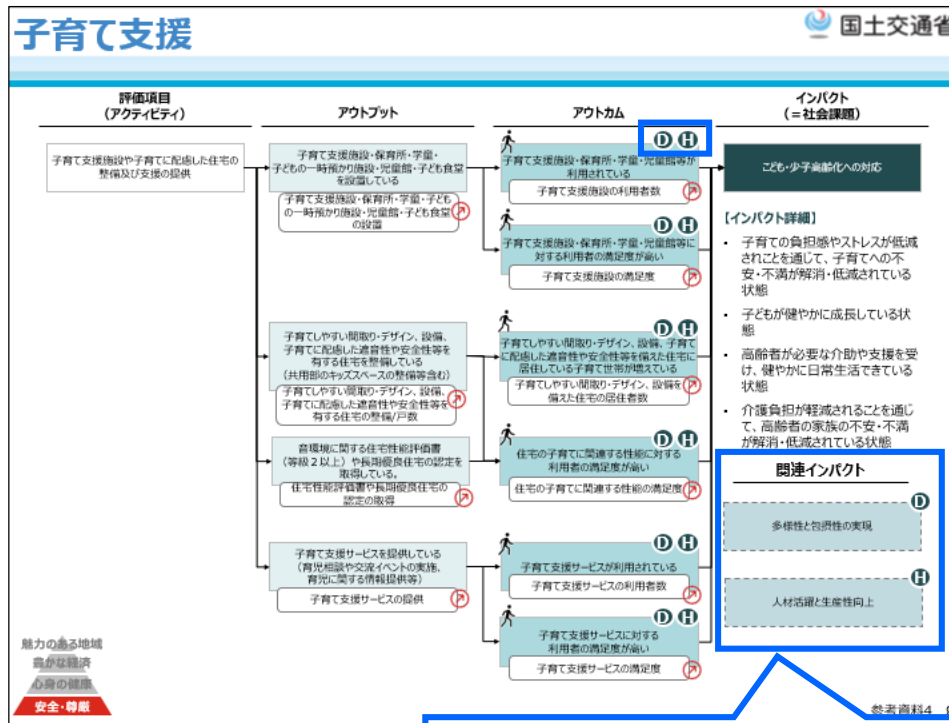 子育て支援
国土交通省
評価項目
(アクティビティ)
アウトプット
アウトカム
インパクト
(=社会課題)
子育て支援施設や子育てに配慮した住宅の
整備及び支援の提供
子育て支援施設・保育所・学童・
子どもの一時預かり施設・児童館・子ども食堂
を設置している
子育て支援施設・保育所・学童・子ども
の一時預かり施設・児童館・子ども食堂
の設置
D H
子育て支援施設・保育所・学童・児童館等が
利用されている
子育て支援施設の利用者数
D H
子育て支援施設・保育所・学童・児童館等に
対する利用者の満足度が高い
子育て支援施設の満足度
こども・少子高齢化への対応
【インパクト詳細】
・ 子育ての負担感やストレスが低減
されことを通じて、子育てへの不
安・不満が解消・低減されている
状態
・ 子どもが健やかに成長している状
態
・ 高齢者が必要な介助や支援を受
け、健やかに日常生活できている
状態
・ 介護負担が軽減されることを通じ
て、高齢者の家族の不安・不満
が解消・低減されている状態
子育てしやすい間取り・デザイン、設備、
子育てに配慮した遮音性や安全性等を
有する住宅を整備している
(共用部のキッズスペースの整備等含む)
子育てしやすい間取り・デザイン、設備、
子育てに配慮した遮音性や安全性等を
有する住宅の整備/戸数
D H
子育てしやすい間取り・デザイン、設備、子育て
に配慮した遮音性や安全性等を備えた住宅に
居住している子育て世帯が増えている
子育てしやすい間取り・デザイン、設備を
備えた住宅の居住者数
音環境に関する住宅性能評価書
(等級2以上)や長期優良住宅の認定を
取得している。
住宅性能評価書や長期優良住宅の
認定の取得
D H
住宅の子育てに関連する性能に対する
利用者の満足度が高い
住宅の子育てに関連する性能の満足度
関連インパクト
D
多様性と包摂性の実現
H
人材活躍と生産性向上
子育て支援サービスを提供している
(育児相談や交流イベントの実施、
育児に関する情報提供等)
子育て支援サービスの提供
D H
子育て支援サービスが利用されている
子育て支援サービスの利用者数
D H
子育て支援サービスに対する
利用者の満足度が高い
子育て支援サービスの満足度
魅力のある地域
豊かな経済
心身の健康
安全・尊厳
参考資料4